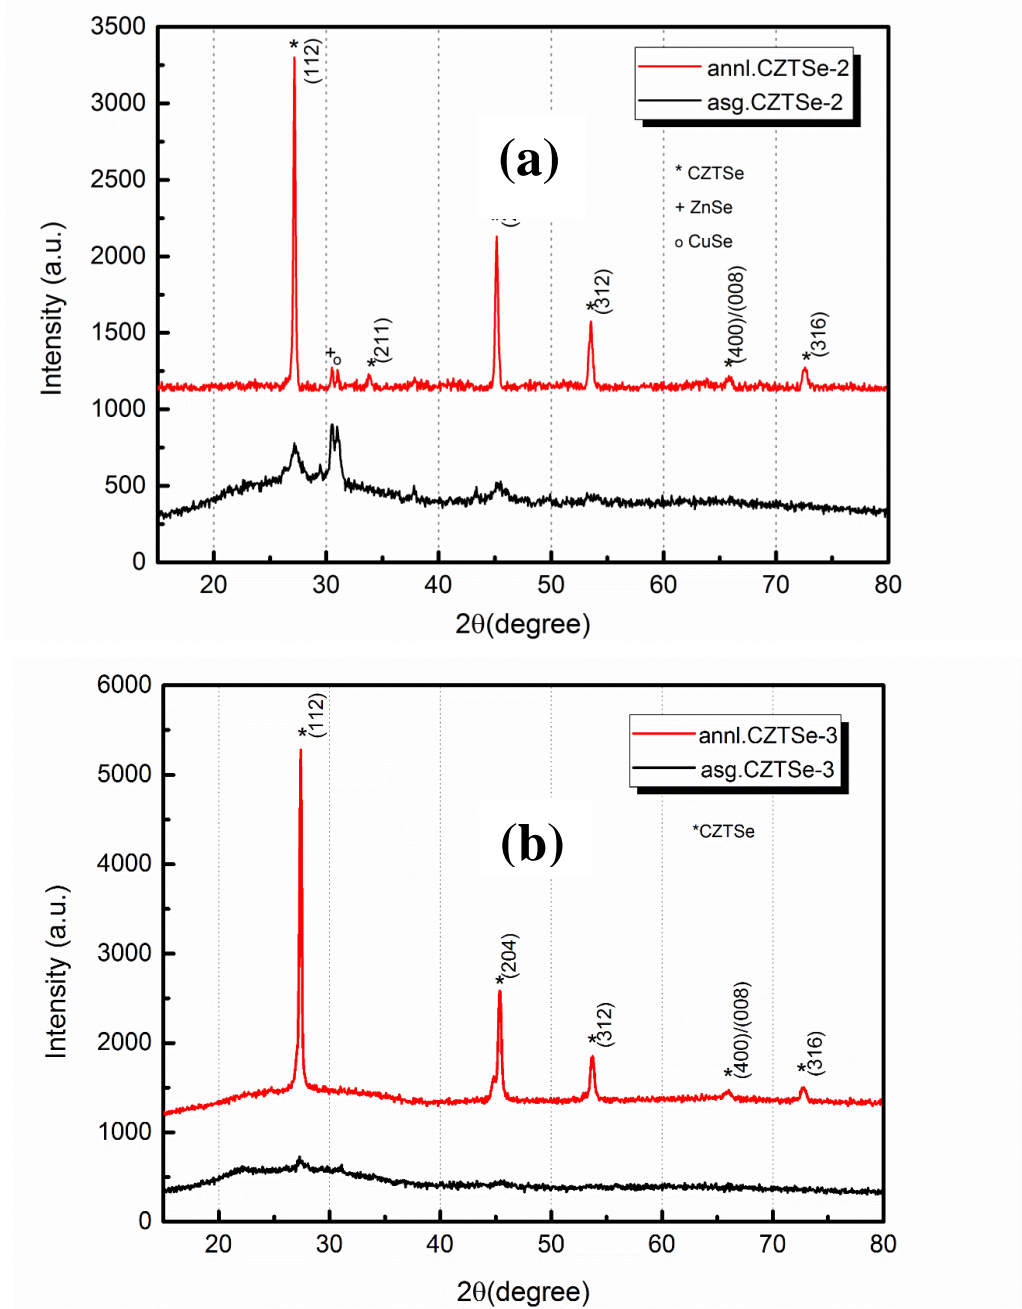 3500
3000
2500
2000
1500
1000
500
0
Intensity (a.u.)
* (112)
annl.CZTSe-2
asg.CZTSe-2
(a)
* CZTSe
+ ZnSe
o CuSe
+
o
*(211)
*(312)
*(400)/(008)
*(316)
20 30 40 50 60 70 80
2θ(degree)
6000
5000
4000
3000
2000
1000
0
Intensity (a.u.)
*(112)
annl.CZTSe-3
asg.CZTSe-3
(b)
*CZTSe
*(204)
*(312)
*(400)/(008)
*(316)
20 30 40 50 60 70 80
2θ(degree)